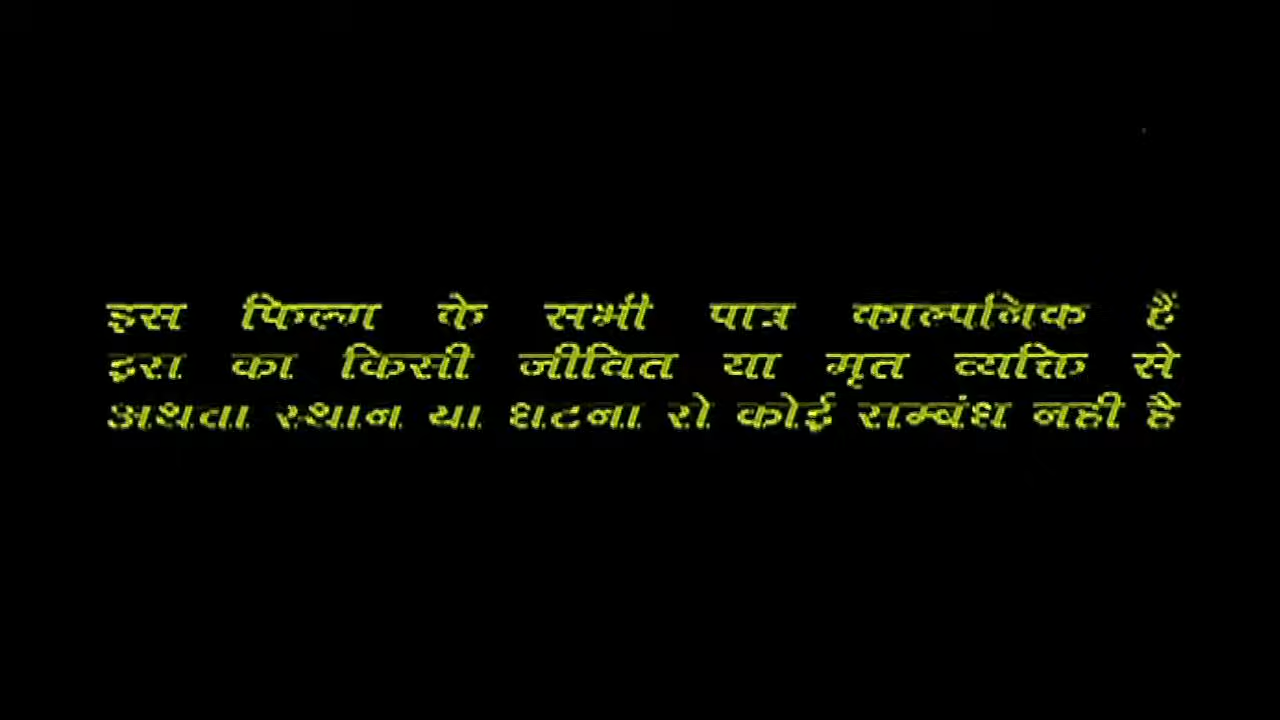 इस फिल्म के सभी पात्र काल्पनिक हैं
इस का किसी जीवित या मृत व्यक्ति से
अथवा स्थान या घटना से कोई सम्बंध नही है